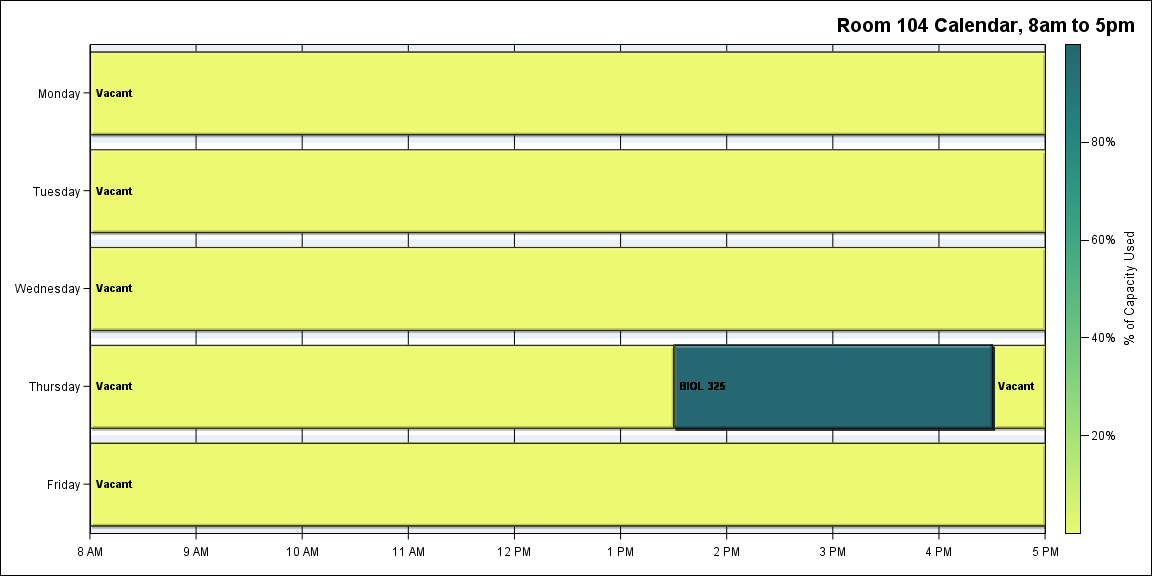 Room 104 Calendar, 8am to 5pm
Monday
Vacant
Tuesday
Vacant
Wednesday
Vacant
Thursday
Vacant
BIOL 325
Vacant
Friday
Vacant
8 AM
9 AM
10 AM
11 AM
12 PM
1 PM
2 PM
3 PM
4 PM
5 PM
80%
60%
40%
20%
% of Capacity Used